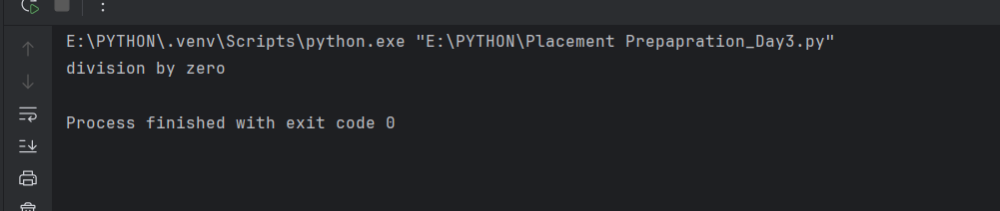 :
E:\PYTHON\.venv\Scripts\python.exe "E:\PYTHON\Placement Prepapration_Day3.py"
division by zero
Process finished with exit code 0